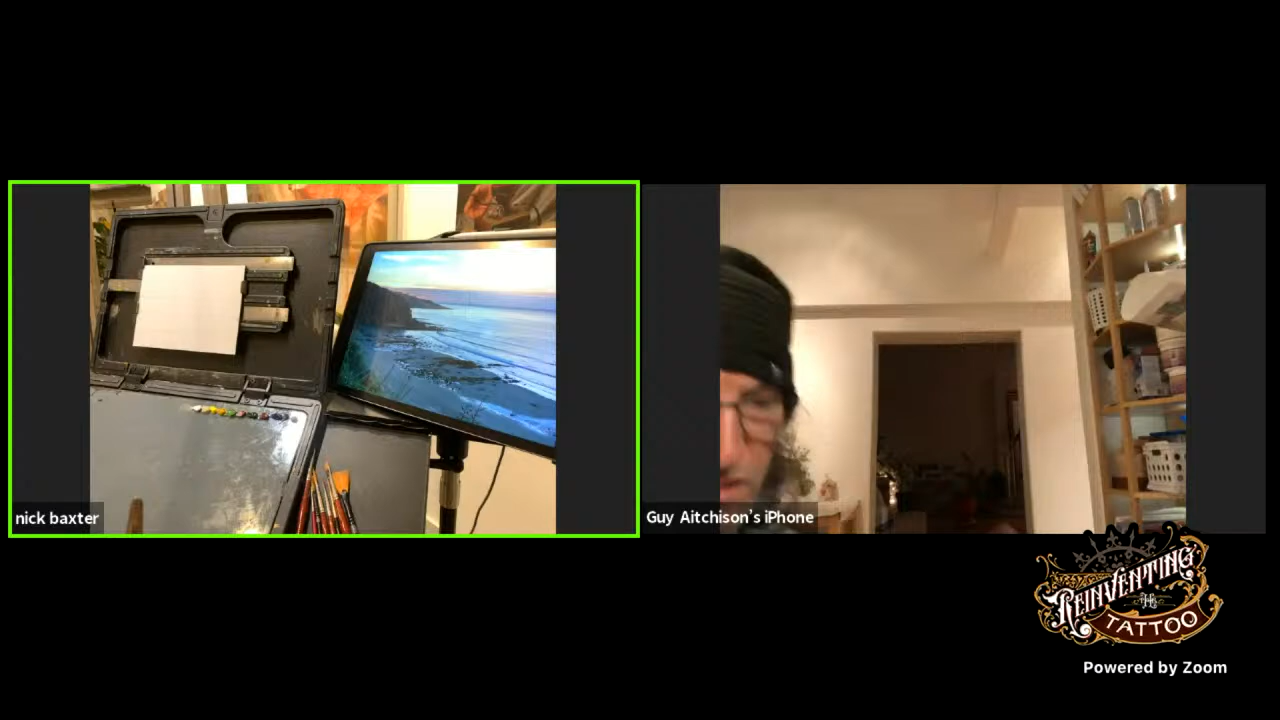 nick baxter
Guy Aitchison's iPhone
REINVENTING
THE
TATTOO
Powered by Zoom